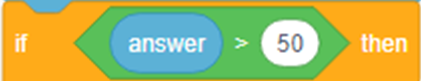 if answer > 50 then